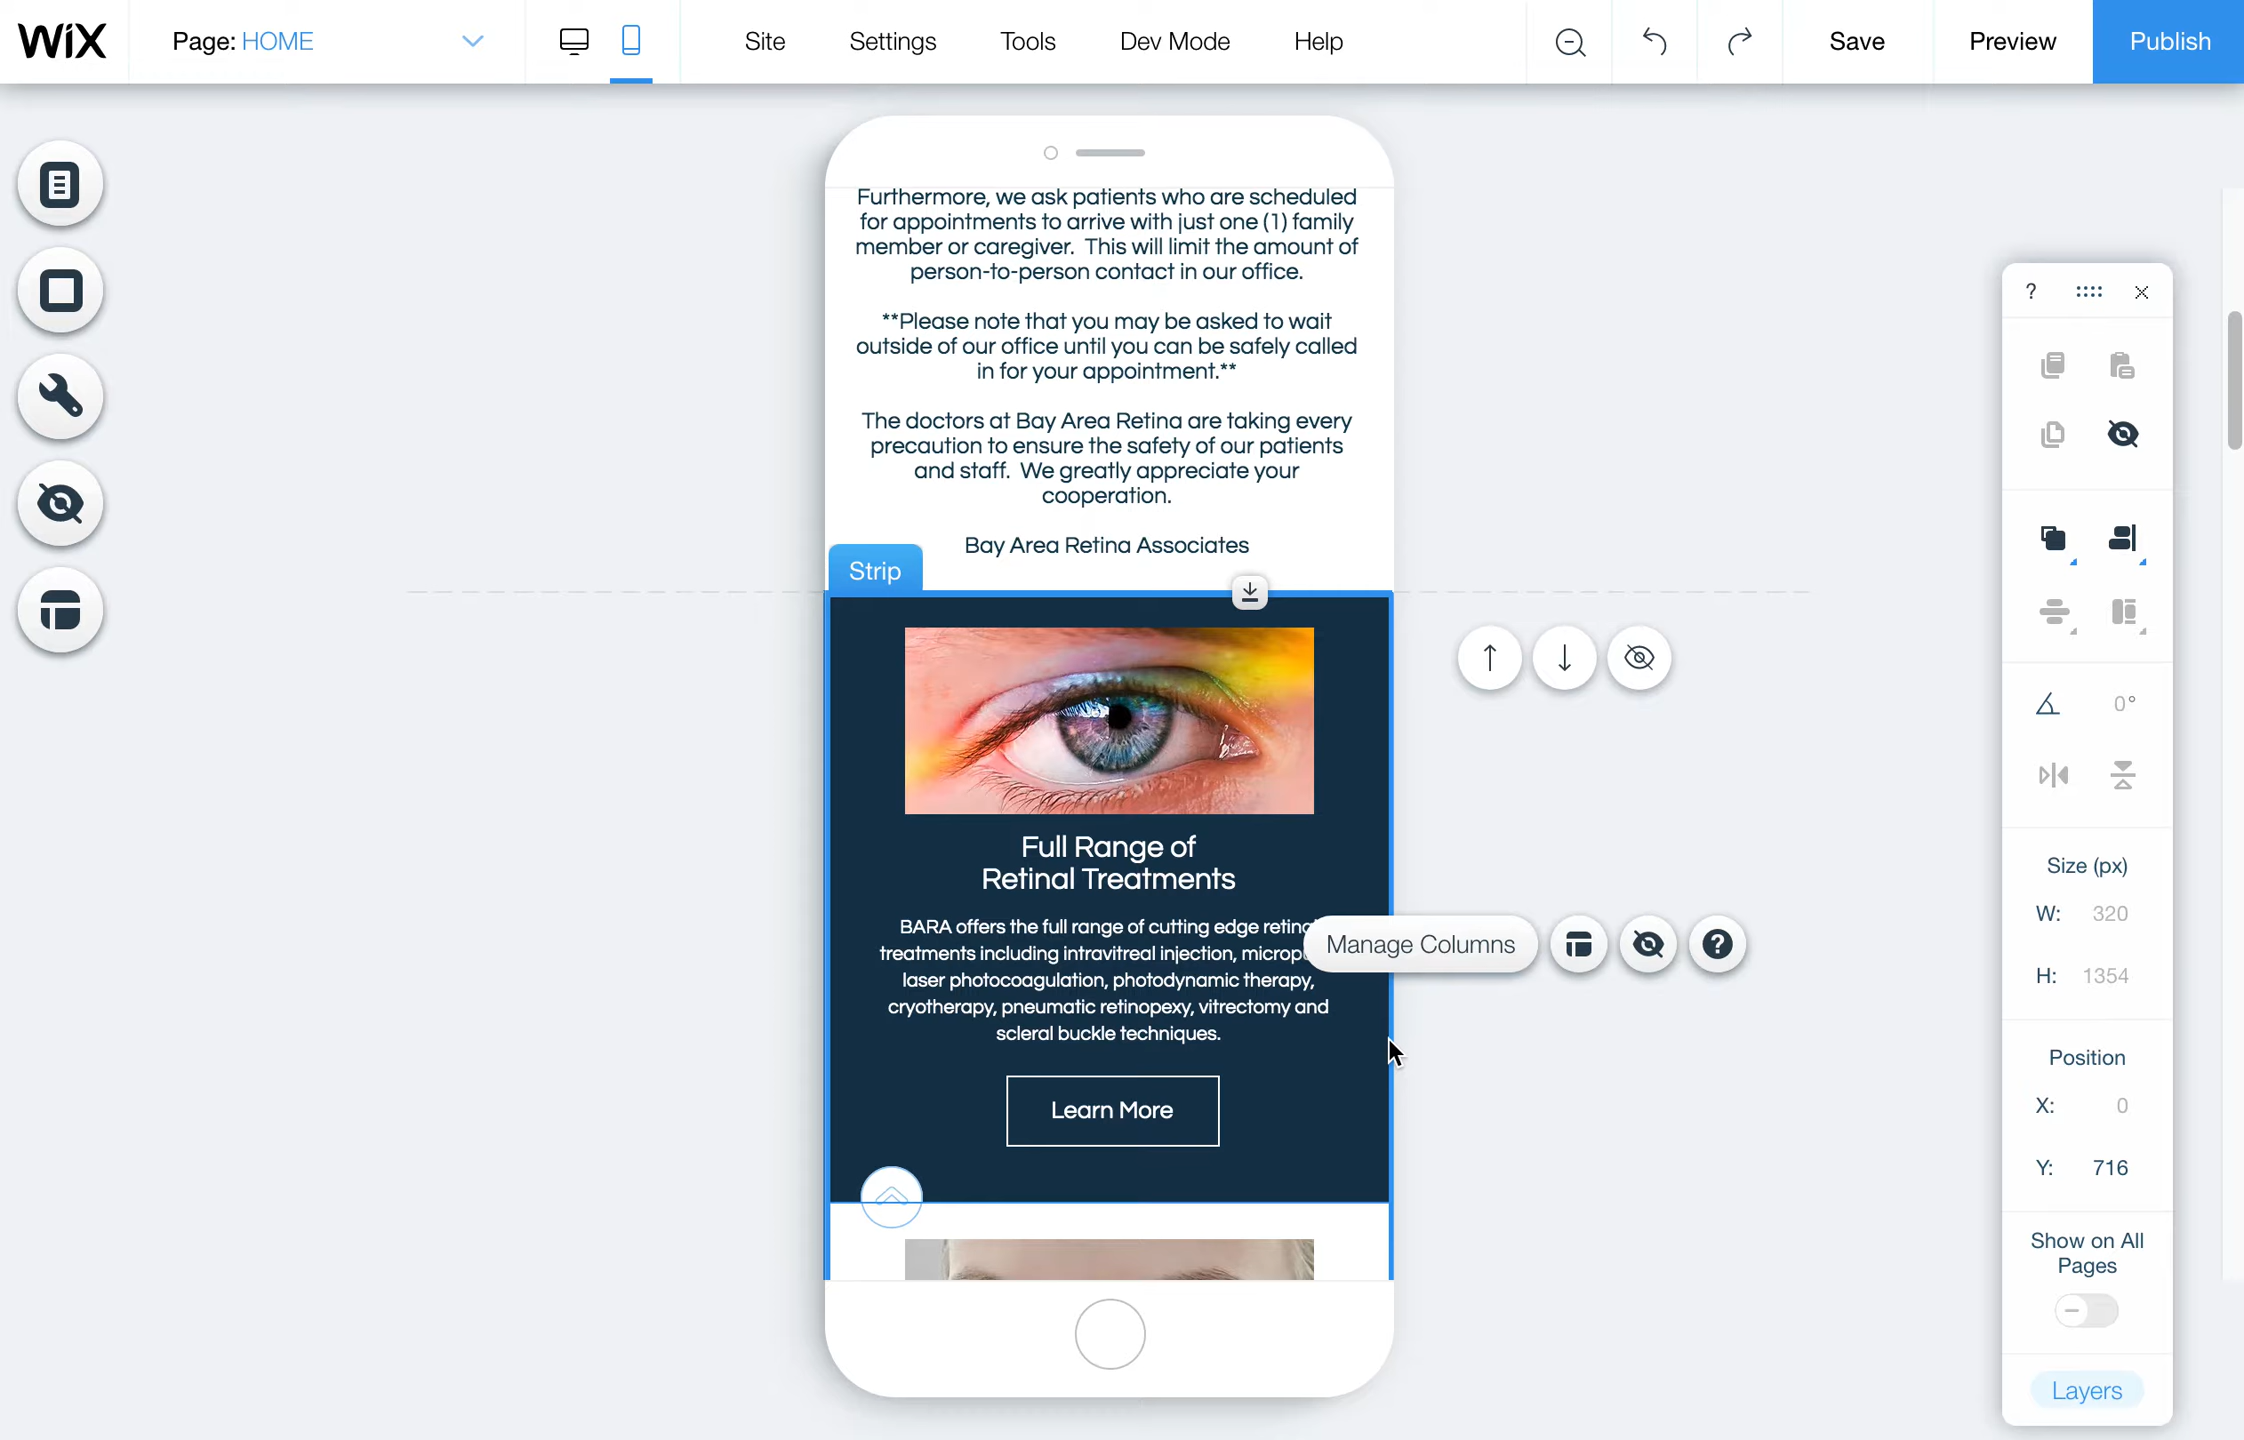 WiX
Page: HOME
Site
Settings
Tools
Dev Mode
Help
Save
Preview
Publish
Furthermore, we ask patients who are scheduled
for appointments to arrive with just one (1) family
member or caregiver. This will limit the amount of
person-to-person contact in our office.
**Please note that you may be asked to wait
outside of our office until you can be safely called
in for your appointment.**
The doctors at Bay Area Retina are taking every
precaution to ensure the safety of our patients
and staff. We greatly appreciate your
cooperation.
Bay Area Retina Associates
Strip
Full Range of
Retinal Treatments
BARA offers the full range of cutting edge
treatments including intravitreal injection,
laser photocoagulation, photodynamic therapy,
cryotherapy, pneumatic retinopexy, vitrectomy and
scleral buckle techniques.
Manage Columns
?
Learn More
?
0°
Size (px)
W: 320
H: 1354
Position
X: 0
Y: 716
Show on All
Pages
Layers